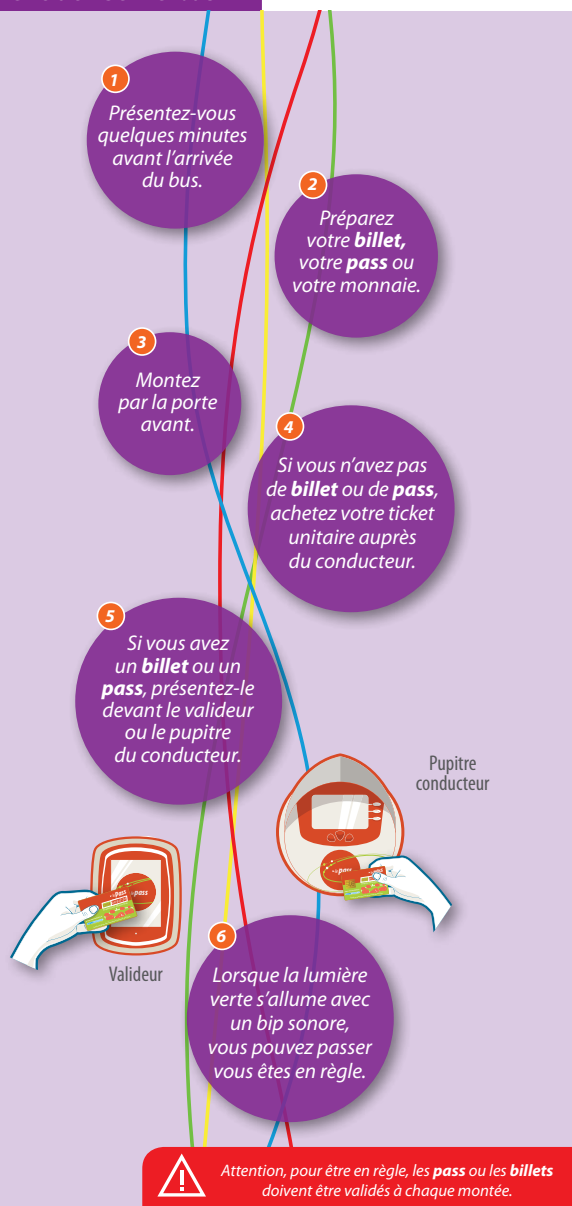 1
Présentez-vous
quelques minutes
avant l'arrivée
du bus.
2
Préparez
votre billet,
votre pass ou
votre monnaie.
3
Montez
par la porte
avant.
4
Si vous n'avez pas
de billet ou de pass,
achetez votre ticket
unitaire auprès
du conducteur.
5
Si vous avez
un billet ou un
pass, présentez-le
devant le valideur
ou le pupitre
du conducteur.
Pupitre
conducteur
pass
pass
Valideur
6
Lorsque la lumière
verte s'allume avec
un bip sonore,
vous pouvez passer
vous êtes en règle.
Attention, pour être en règle, les pass ou les billets
doivent être validés à chaque montée.